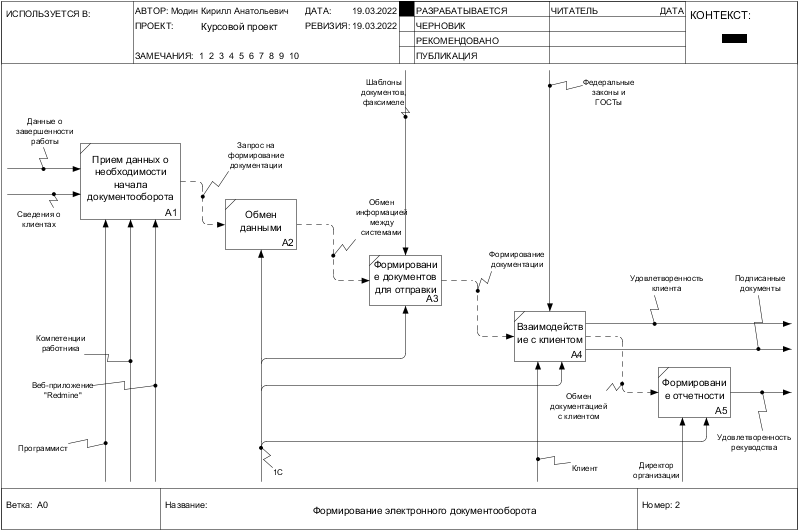 ИСПОЛЬЗУЕТСЯ В:
АВТОР: Модин Кирилл Анатольевич
ДАТА: 19.03.2022
ПРОЕКТ: Курсовой проект
РЕВИЗИЯ: 19.03.2022
ЗАМЕЧАНИЯ: 1 2 3 4 5 6 7 8 9 10
РАЗРАБАТЫВАЕТСЯ
ЧЕРНОВИК
РЕКОМЕНДОВАНО
ПУБЛИКАЦИЯ
ЧИТАТЕЛЬ
ДАТА
КОНТЕКСТ:
Шаблоны
документов,
факсимеле
Федеральные
законы и
ГОСТы
Данные о
завершенности
работы
Сведения о
клиентах
Прием данных о
необходимости
начала
документооборота
A1
Запрос на
формирование
документации
Обмен
данными
A2
Обмен
информацией
между
системами
Формировани
е документов
для отправки
A3
Формирование
документации
Взаимодейств
ие с клиентом
A4
Удовлетворенность
клиента
Подписанные
документы
Формировани
е отчетности
A5
Обмен
документацией
с клиентом
Удовлетворенность
рекуводства
Компетенции
работника
Веб-приложение
"Redmine"
Программист
1С
Клиент
Директор
организации
Ветка: A0
Название:
Формирование электронного документооборота
Номер: 2